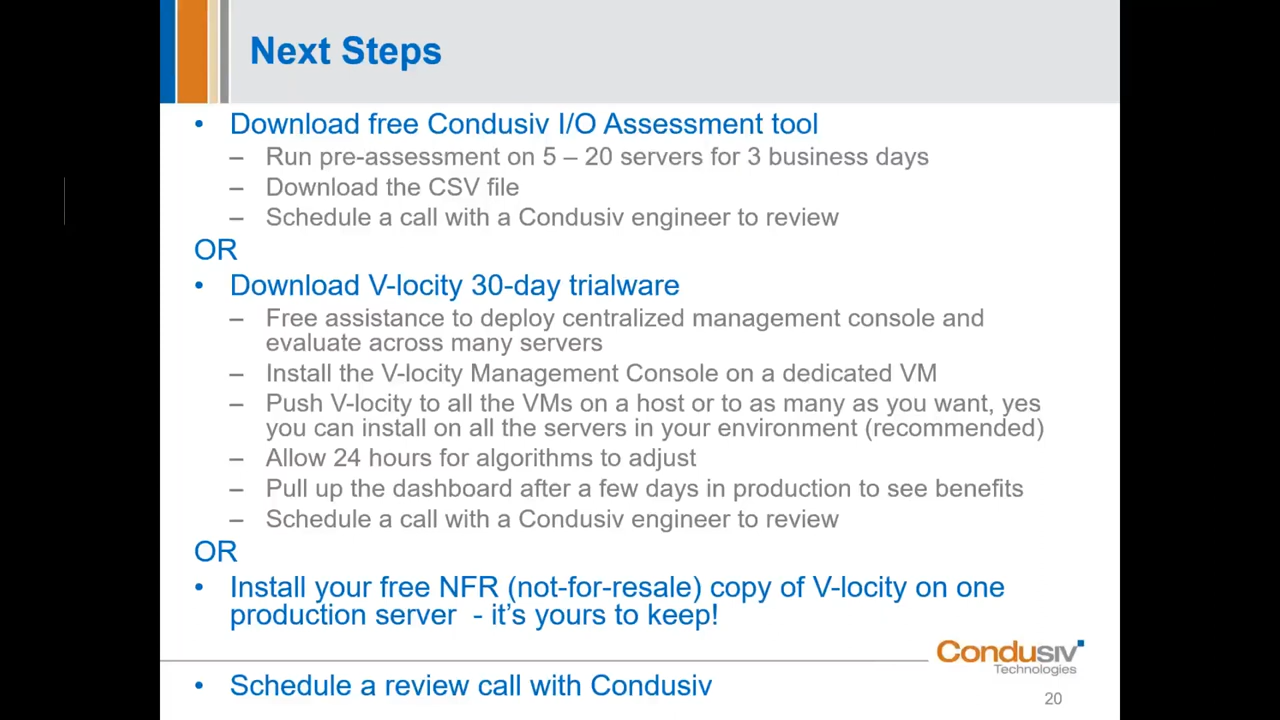 Next Steps
• Download free Condusiv I/O Assessment tool
– Run pre-assessment on 5 – 20 servers for 3 business days
– Download the CSV file
– Schedule a call with a Condusiv engineer to review
OR
• Download V-locity 30-day trialware
– Free assistance to deploy centralized management console and
evaluate across many servers
– Install the V-locity Management Console on a dedicated VM
– Push V-locity to all the VMs on a host or to as many as you want, yes
you can install on all the servers in your environment (recommended)
– Allow 24 hours for algorithms to adjust
– Pull up the dashboard after a few days in production to see benefits
– Schedule a call with a Condusiv engineer to review
OR
• Install your free NFR (not-for-resale) copy of V-locity on one
production server  - it’s yours to keep!
Condusiv
Technologies
• Schedule a review call with Condusiv
20